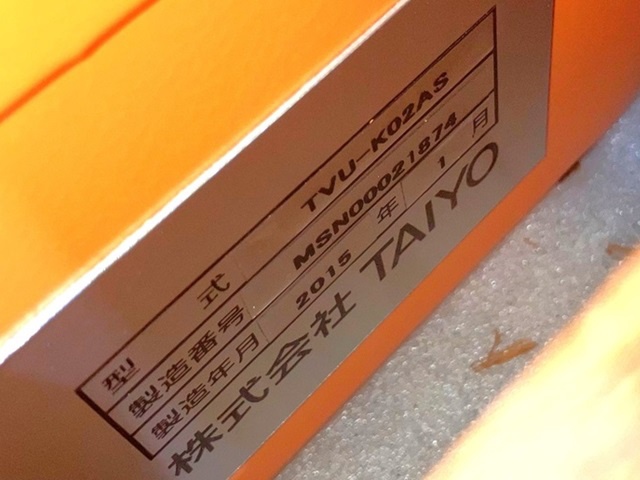 型式 TVU-K02AS
製造番号 MSN00021874
製造年月 2015 年 1 月
株式会社 TAIYO